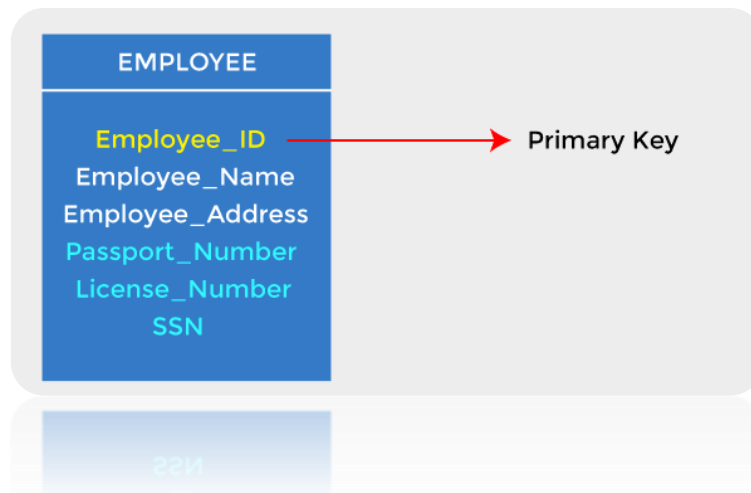 EMPLOYEE
Employee_ID
Primary Key
Employee_Name
Employee_Address
Passport_Number
License_Number
SSN